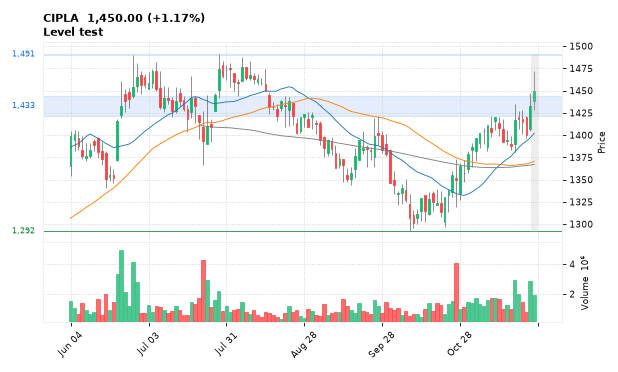 CIPLA 1,450.00 (+1.17%)
Level test
1,491
1,433
1,292
1500
1475
1450
1425
1400
1375
1350
1325
1300
Price
4
2
Volume 10⁶
Jun 04
Jul 03
Jul 31
Aug 28
Sep 28
Oct 28